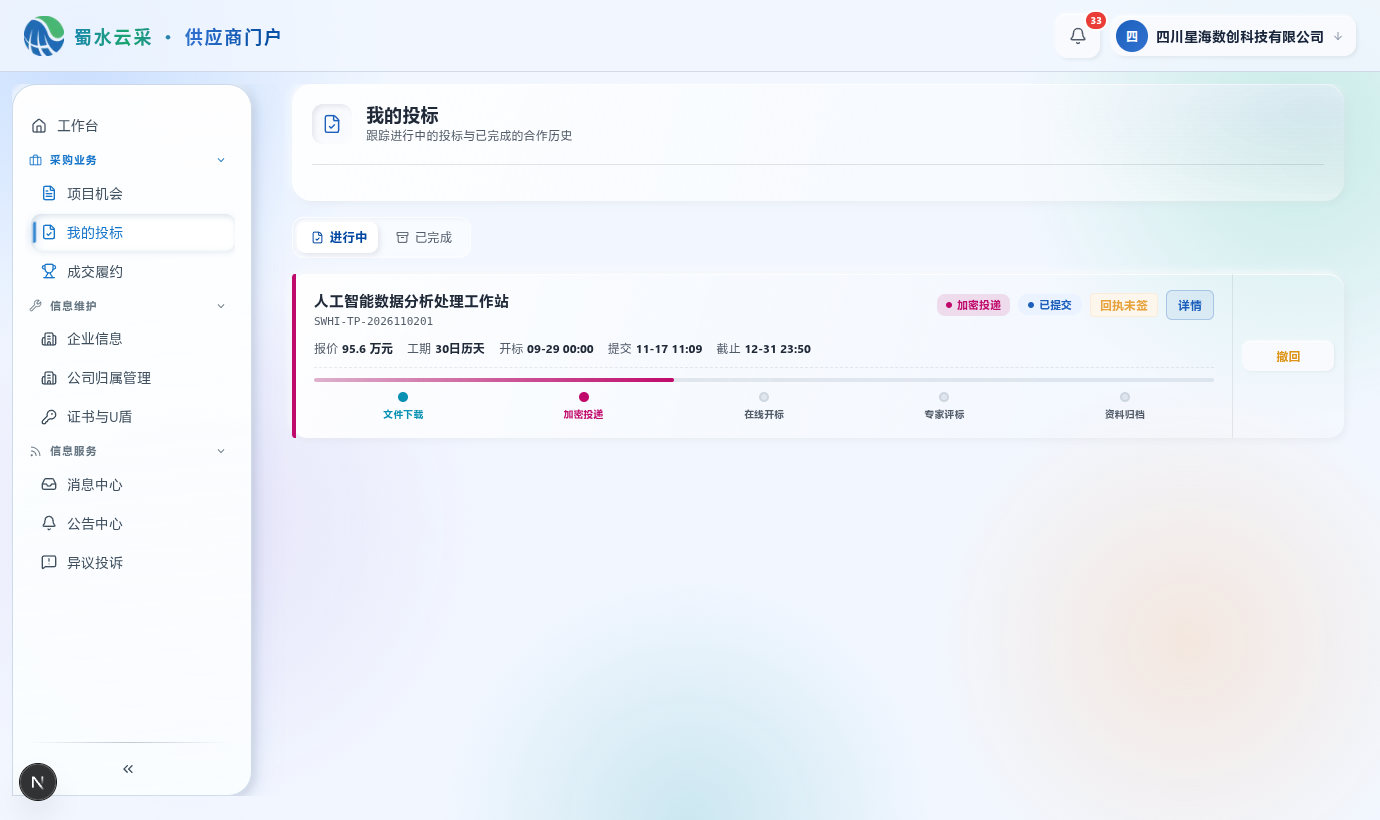 蜀水云采 • 供应商门户
33
四 四川星海数创科技有限公司
工作台
采购业务
项目机会
我的投标
成交履约
信息维护
企业信息
公司归属管理
证书与U盾
信息服务
消息中心
公告中心
异议投诉
N
我的投标
跟踪进行中的投标与已完成的合作历史
进行中 已完成
人工智能数据分析处理工作站
SWHI-TP-2026110201
加密投递 已提交 回执未签 详情
报价 95.6 万元 工期 30日历天 开标 09-29 00:00 提交 11-17 11:09 截止 12-31 23:50
撤回
文件下载 加密投递 在线开标 专家评标 资料归档